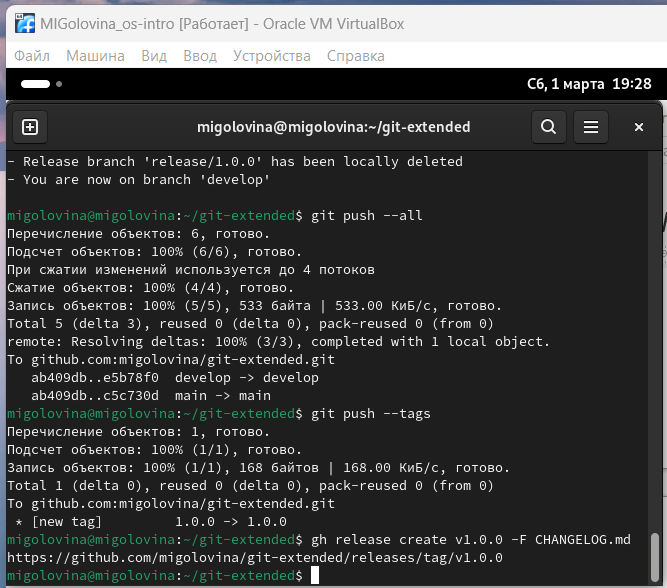 MIGolovina_os-intro [Работает] - Oracle VM VirtualBox
Файл Машина Вид Ввод Устройства Справка
Сб, 1 марта 19:28
migolovina@migolovina:~/git-extended
- Release branch 'release/1.0.0' has been locally deleted
- You are now on branch 'develop'
migolovina@migolovina:~/git-extended$ git push --all
Перечисление объектов: 6, готово.
Подсчет объектов: 100% (6/6), готово.
При сжатии изменений используется до 4 потоков
Сжатие объектов: 100% (4/4), готово.
Запись объектов: 100% (5/5), 533 байта | 533.00 КиБ/с, готово.
Total 5 (delta 3), reused 0 (delta 0), pack-reused 0 (from 0)
remote: Resolving deltas: 100% (3/3), completed with 1 local object.
To github.com:migolovina/git-extended.git
ab409db..e5b78f0 develop -> develop
ab409db..c5c730d main -> main
migolovina@migolovina:~/git-extended$ git push --tags
Перечисление объектов: 1, готово.
Подсчет объектов: 100% (1/1), готово.
Запись объектов: 100% (1/1), 168 байтов | 168.00 КиБ/с, готово.
Total 1 (delta 0), reused 0 (delta 0), pack-reused 0 (from 0)
To github.com:migolovina/git-extended.git
* [new tag] 1.0.0 -> 1.0.0
migolovina@migolovina:~/git-extended$ gh release create v1.0.0 -F CHANGELOG.md
https://github.com/migolovina/git-extended/releases/tag/v1.0.0
migolovina@migolovina:~/git-extended$